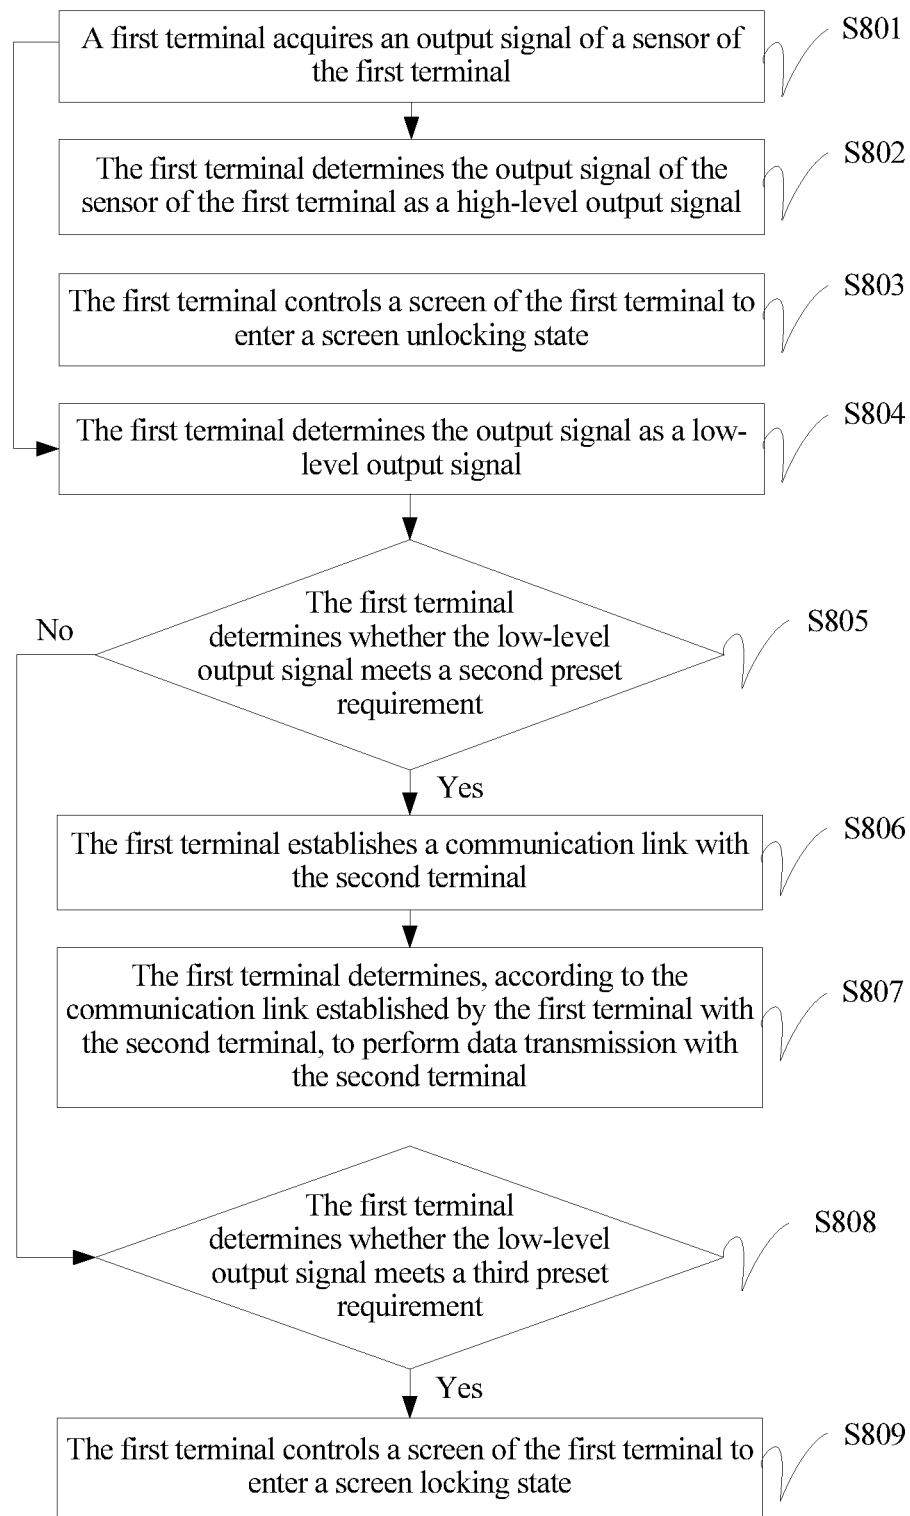 A first terminal acquires an output signal of a sensor of
the first terminal
S801
The first terminal determines the output signal of the
sensor of the first terminal as a high-level output signal
S802
The first terminal controls a screen of the first terminal to
enter a screen unlocking state
S803
The first terminal determines the output signal as a low-
level output signal
S804
The first terminal
determines whether the low-level
output signal meets a second preset
requirement
S805
No
Yes
The first terminal establishes a communication link with
the second terminal
S806
The first terminal determines, according to the
communication link established by the first terminal with
the second terminal, to perform data transmission with
the second terminal
S807
The first terminal
determines whether the low-level
output signal meets a third preset
requirement
S808
Yes
The first terminal controls a screen of the first terminal to
enter a screen locking state
S809